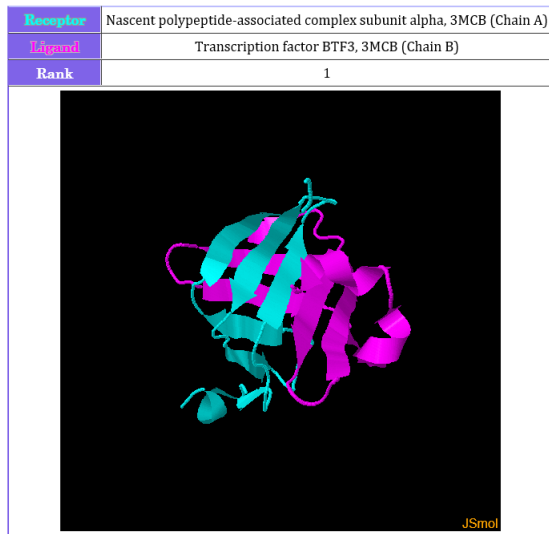 Receptor Nascent polypeptide-associated complex subunit alpha, 3MCB (Chain A)
Ligand Transcription factor BTF3, 3MCB (Chain B)
Rank 1
JSmol